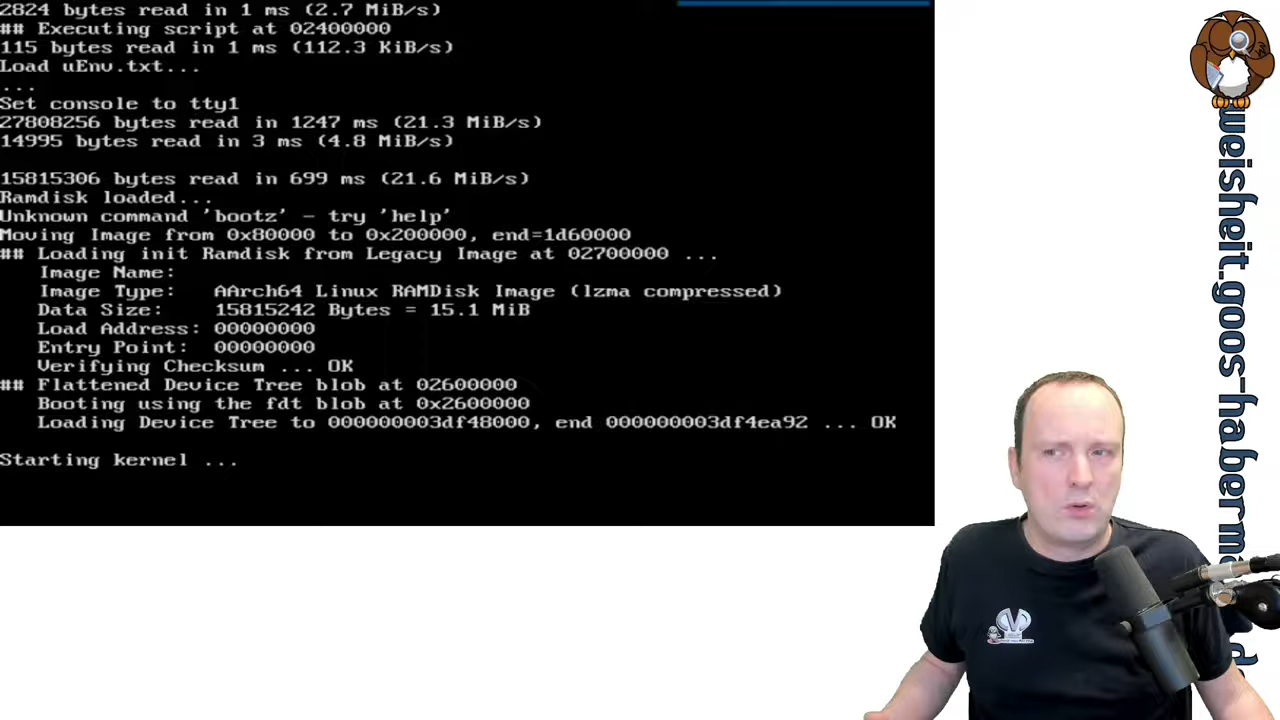 2824 bytes read in 1 ms (2.7 MiB/s)
## Executing script at 02400000
115 bytes read in 1 ms (112.3 KiB/s)
Load uEnv.txt...
...
Set console to tty1
27808256 bytes read in 1247 ms (21.3 MiB/s)
14995 bytes read in 3 ms (4.8 MiB/s)
15815306 bytes read in 699 ms (21.6 MiB/s)
Ramdisk loaded...
Unknown command 'bootz' - try 'help'
Moving Image from 0x80000 to 0x200000, end=1d60000
## Loading init Ramdisk from Legacy Image at 02700000 ...
Image Name:
Image Type: AArch64 Linux RAMDisk Image (lzma compressed)
Data Size: 15815242 Bytes = 15.1 MiB
Load Address: 00000000
Entry Point: 00000000
Verifying Checksum ... OK
## Flattened Device Tree blob at 02600000
Booting using the fdt blob at 0x2600000
Loading Device Tree to 000000003df48000, end 000000003df4ea92 ... OK
Starting kernel ...
weisheit.goos-haberm